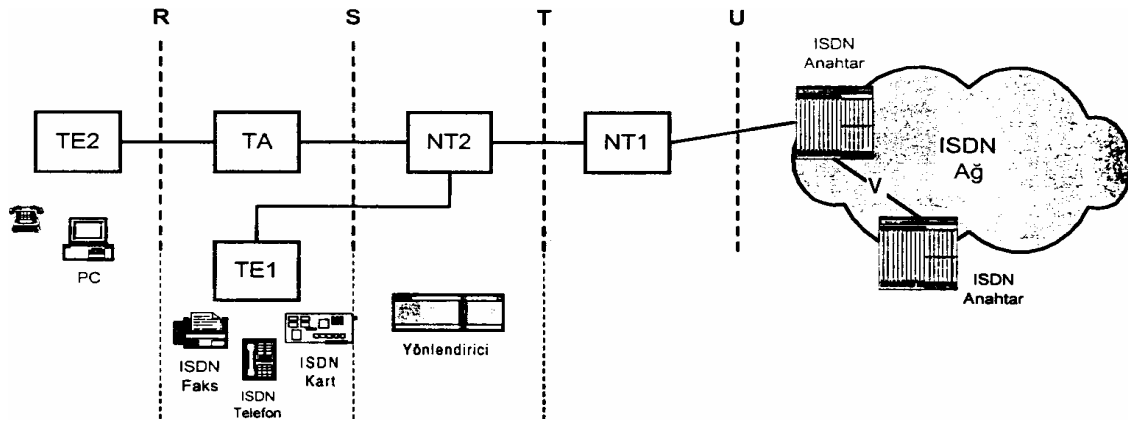 R
S
T
U
ISDN
Anahtar
TE2
TA
NT2
NT1
ISDN
Ağ
V
TE1
PC
ISDN
Faks
ISDN
Telefon
ISDN
Kart
Yönlendirici
ISDN
Anahtar